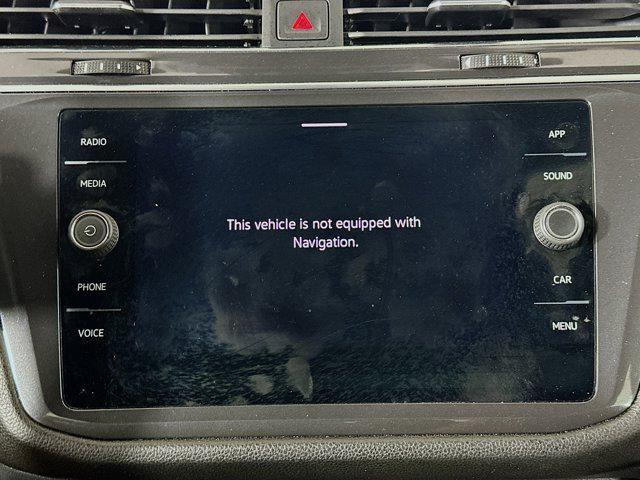 RADIO
MEDIA
PHONE
VOICE
This vehicle is not equipped with
Navigation.
APP
SOUND
CAR
MENU